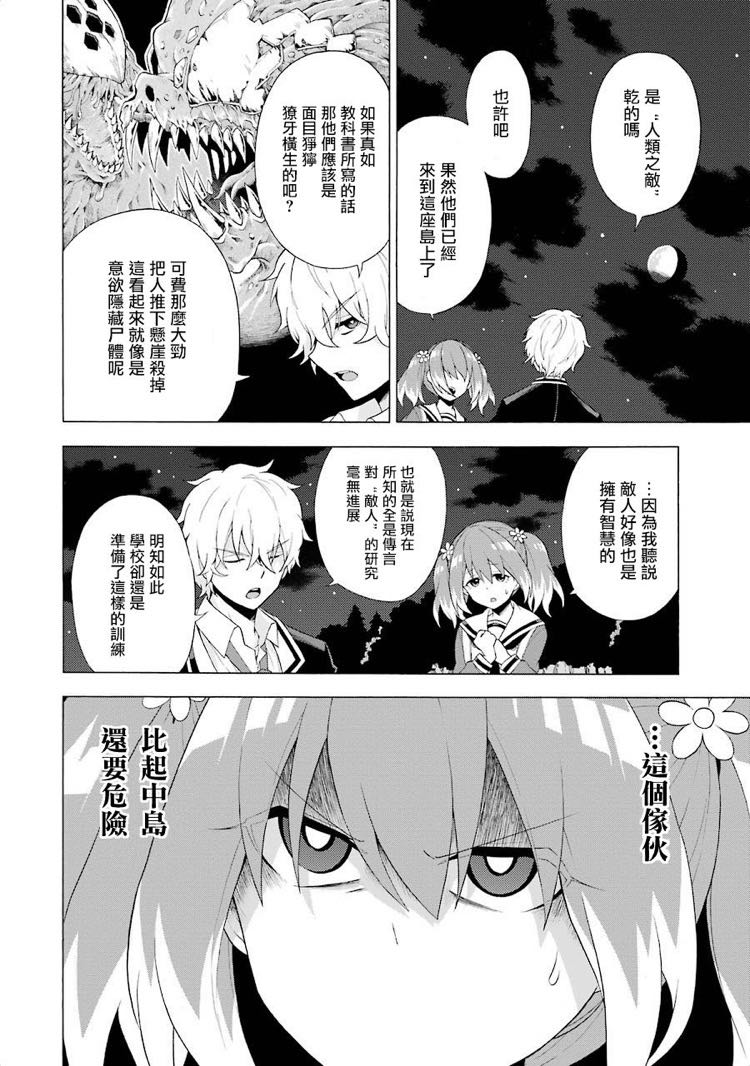 是"人類之敵"
乾的嗎
也許吧
果然他們已經
來到這座島上了
如果真如
教科書所寫的話
那他們應該是
面目猙獰
獠牙橫生的吧?
可費那麼大勁
把人推下懸崖殺掉
這看起來就像是
意欲隱藏尸體呢
…因為我聽說
敵人好像也是
擁有智慧的
也就是説現在
所知的全是傳言
對"敵人"的研究
毫無進展
明知如此
學校卻還是
準備了這樣的訓練
…這個傢伙
比起中島
還要危險